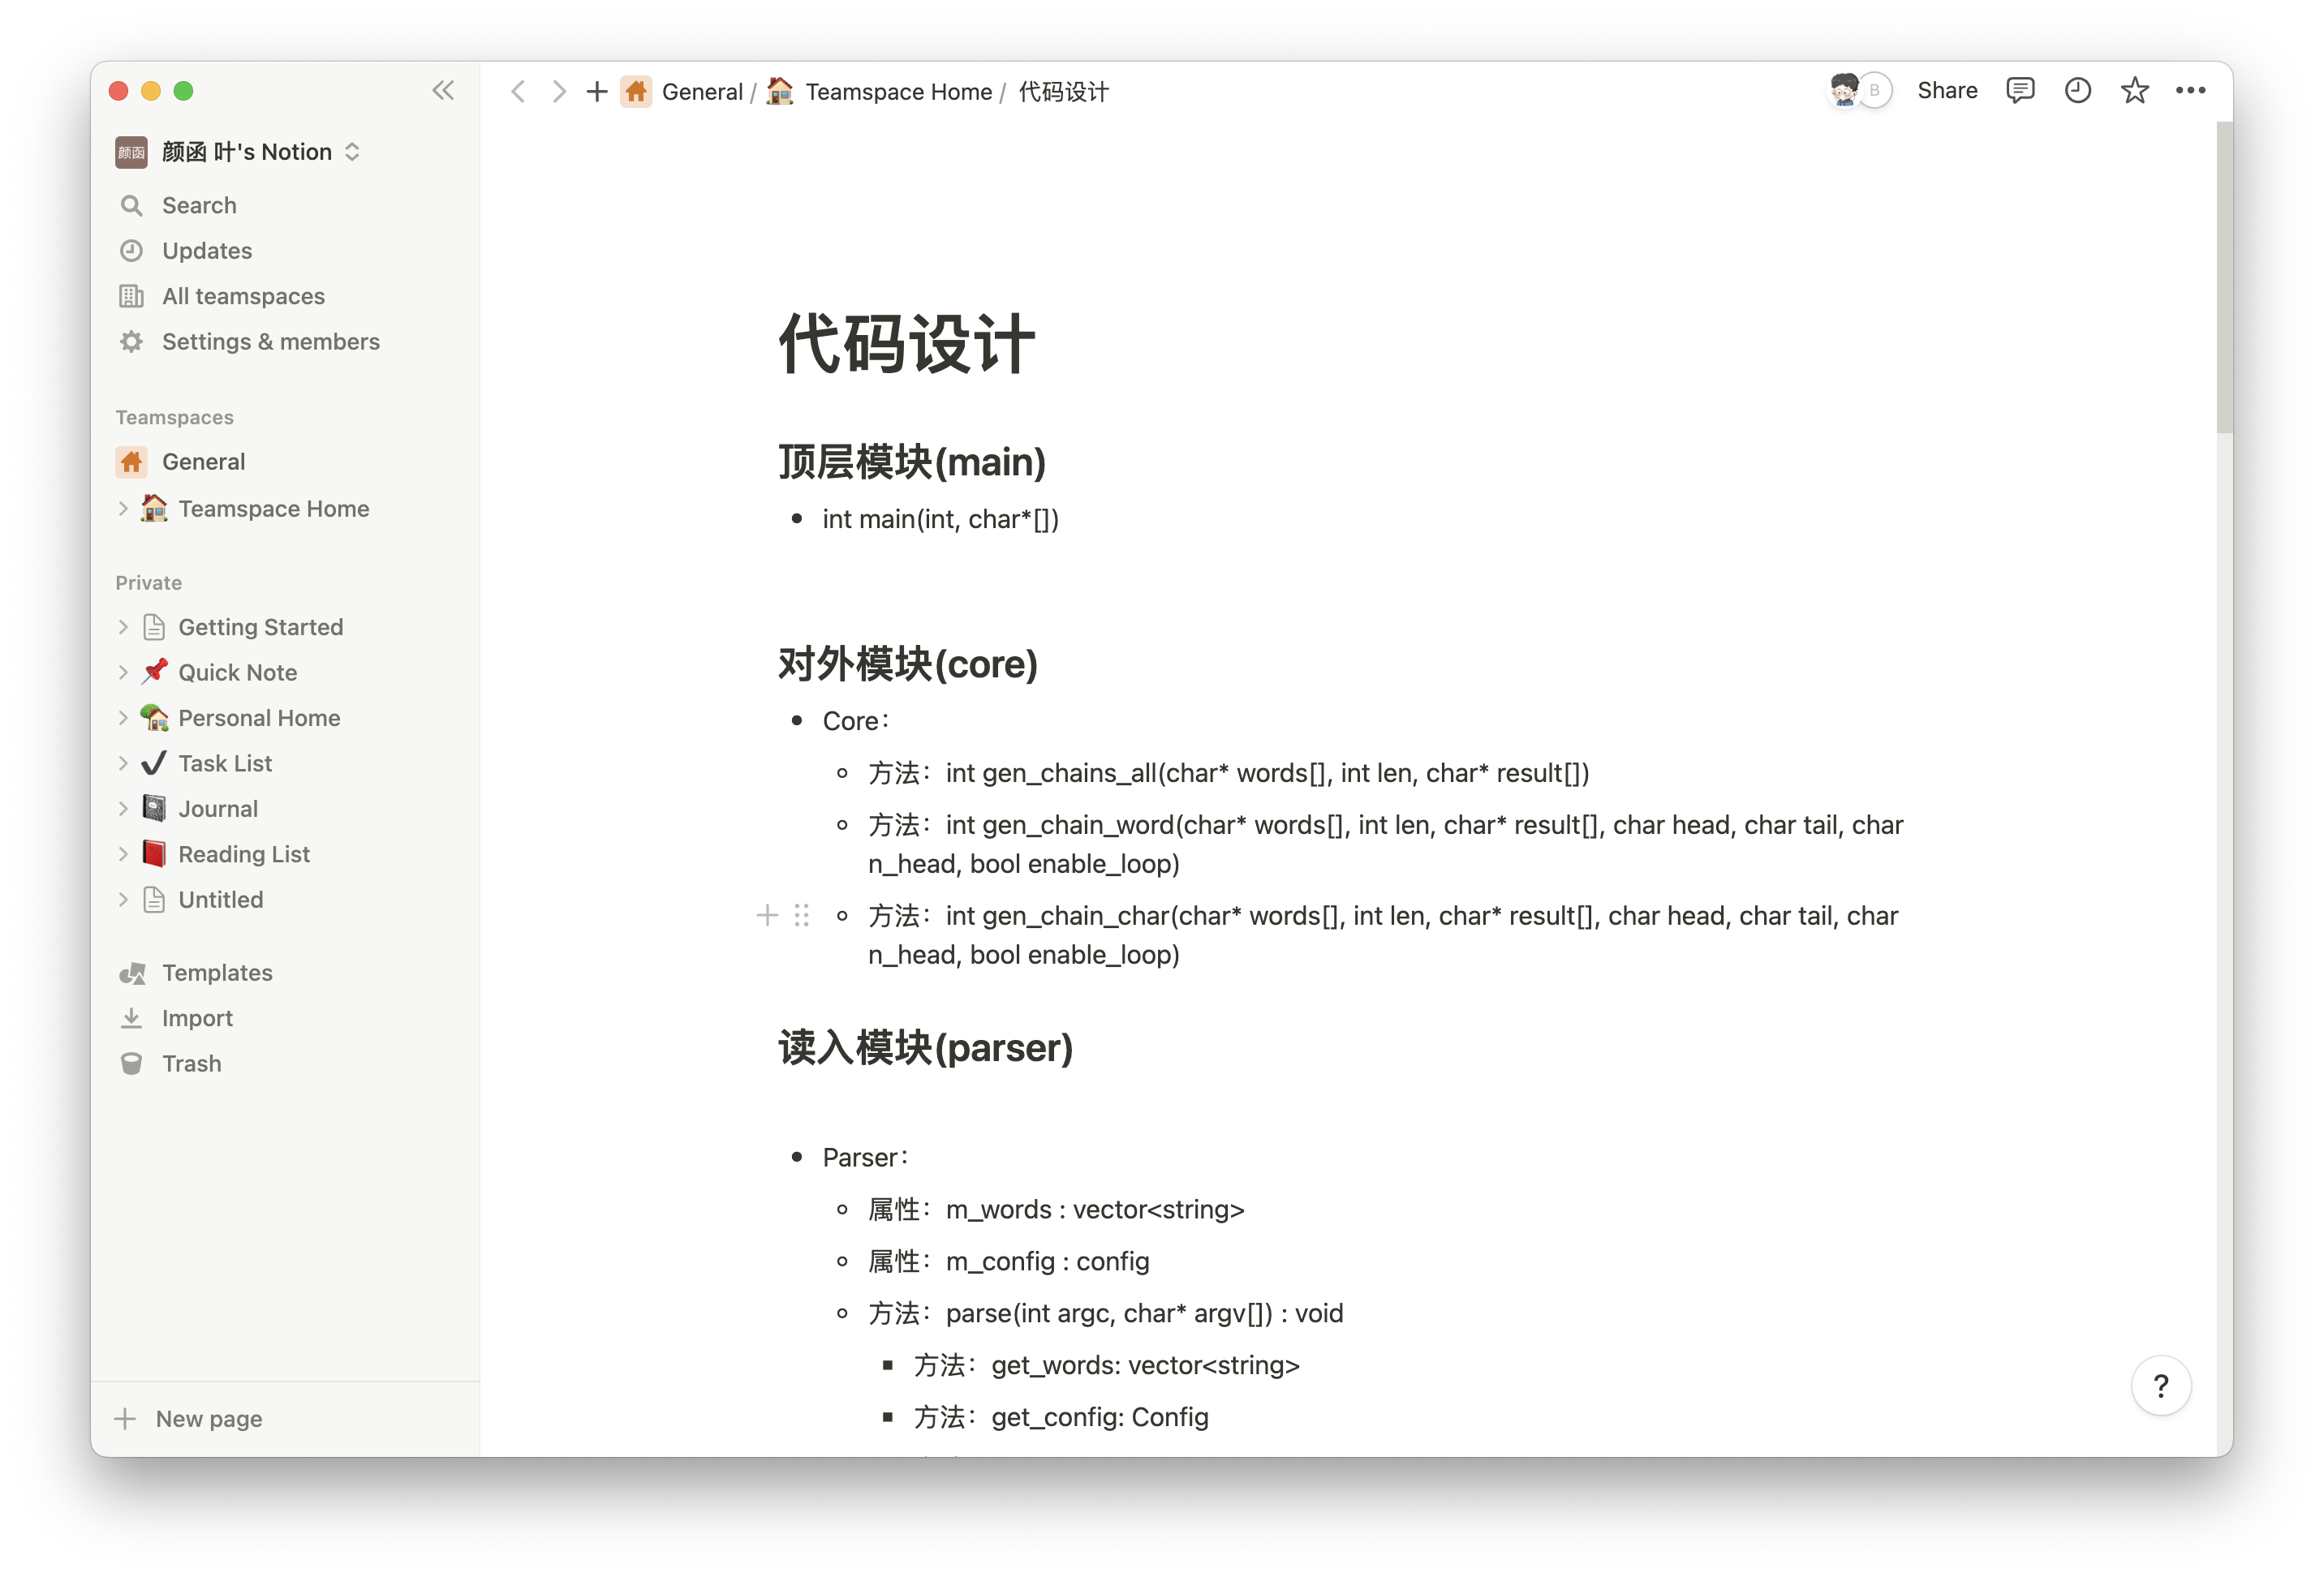 General / Teamspace Home / 代码设计
B
Share
颜函
颜函 叶's Notion
Search
Updates
All teamspaces
Settings & members
Teamspaces
General
Teamspace Home
Private
Getting Started
Quick Note
Personal Home
Task List
Journal
Reading List
Untitled
Templates
Import
Trash
New page
代码设计
顶层模块(main)
int main(int, char*[])
对外模块(core)
Core：
方法：int gen_chains_all(char* words[], int len, char* result[])
方法：int gen_chain_word(char* words[], int len, char* result[], char head, char tail, char
n_head, bool enable_loop)
方法：int gen_chain_char(char* words[], int len, char* result[], char head, char tail, char
n_head, bool enable_loop)
读入模块(parser)
Parser：
属性：m_words : vector<string>
属性：m_config : config
方法：parse(int argc, char* argv[]) : void
方法：get_words: vector<string>
方法：get_config: Config
?